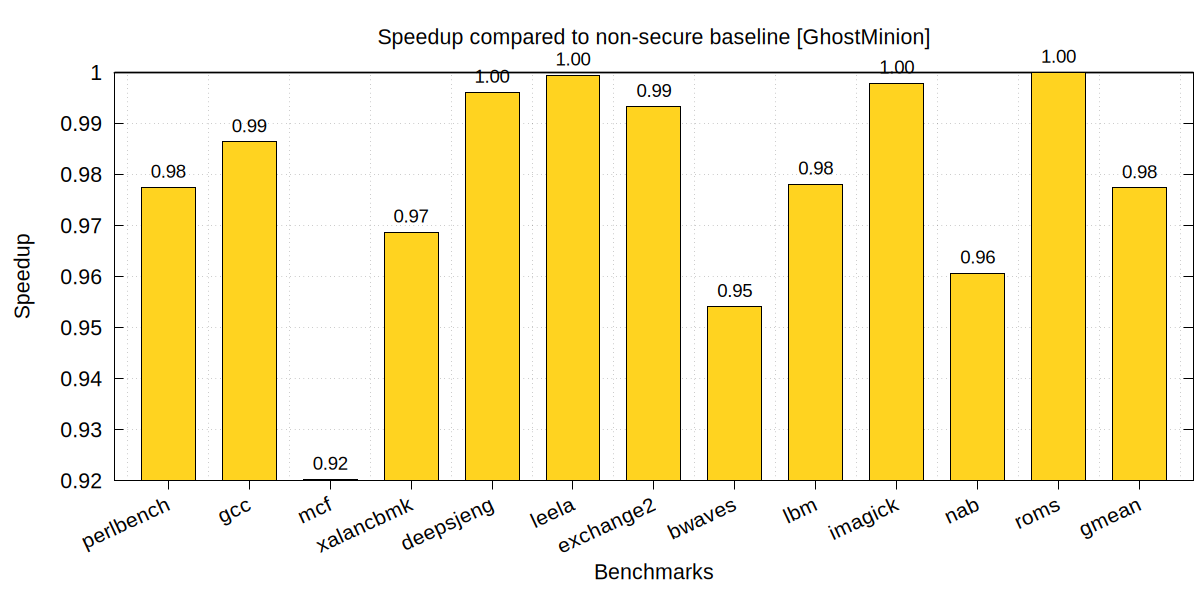 Speedup compared to non-secure baseline [GhostMinion]
1
0.99
0.98
0.97
0.96
0.95
0.94
0.93
0.92
Speedup
0.98
0.99
0.92
0.97
1.00
1.00
0.99
0.95
0.98
1.00
0.96
1.00
0.98
perlbench
gcc
mcf
xalancbmk
deepsjeng
leela
exchange2
bwaves
lbm
imagick
nab
roms
gmean
Benchmarks